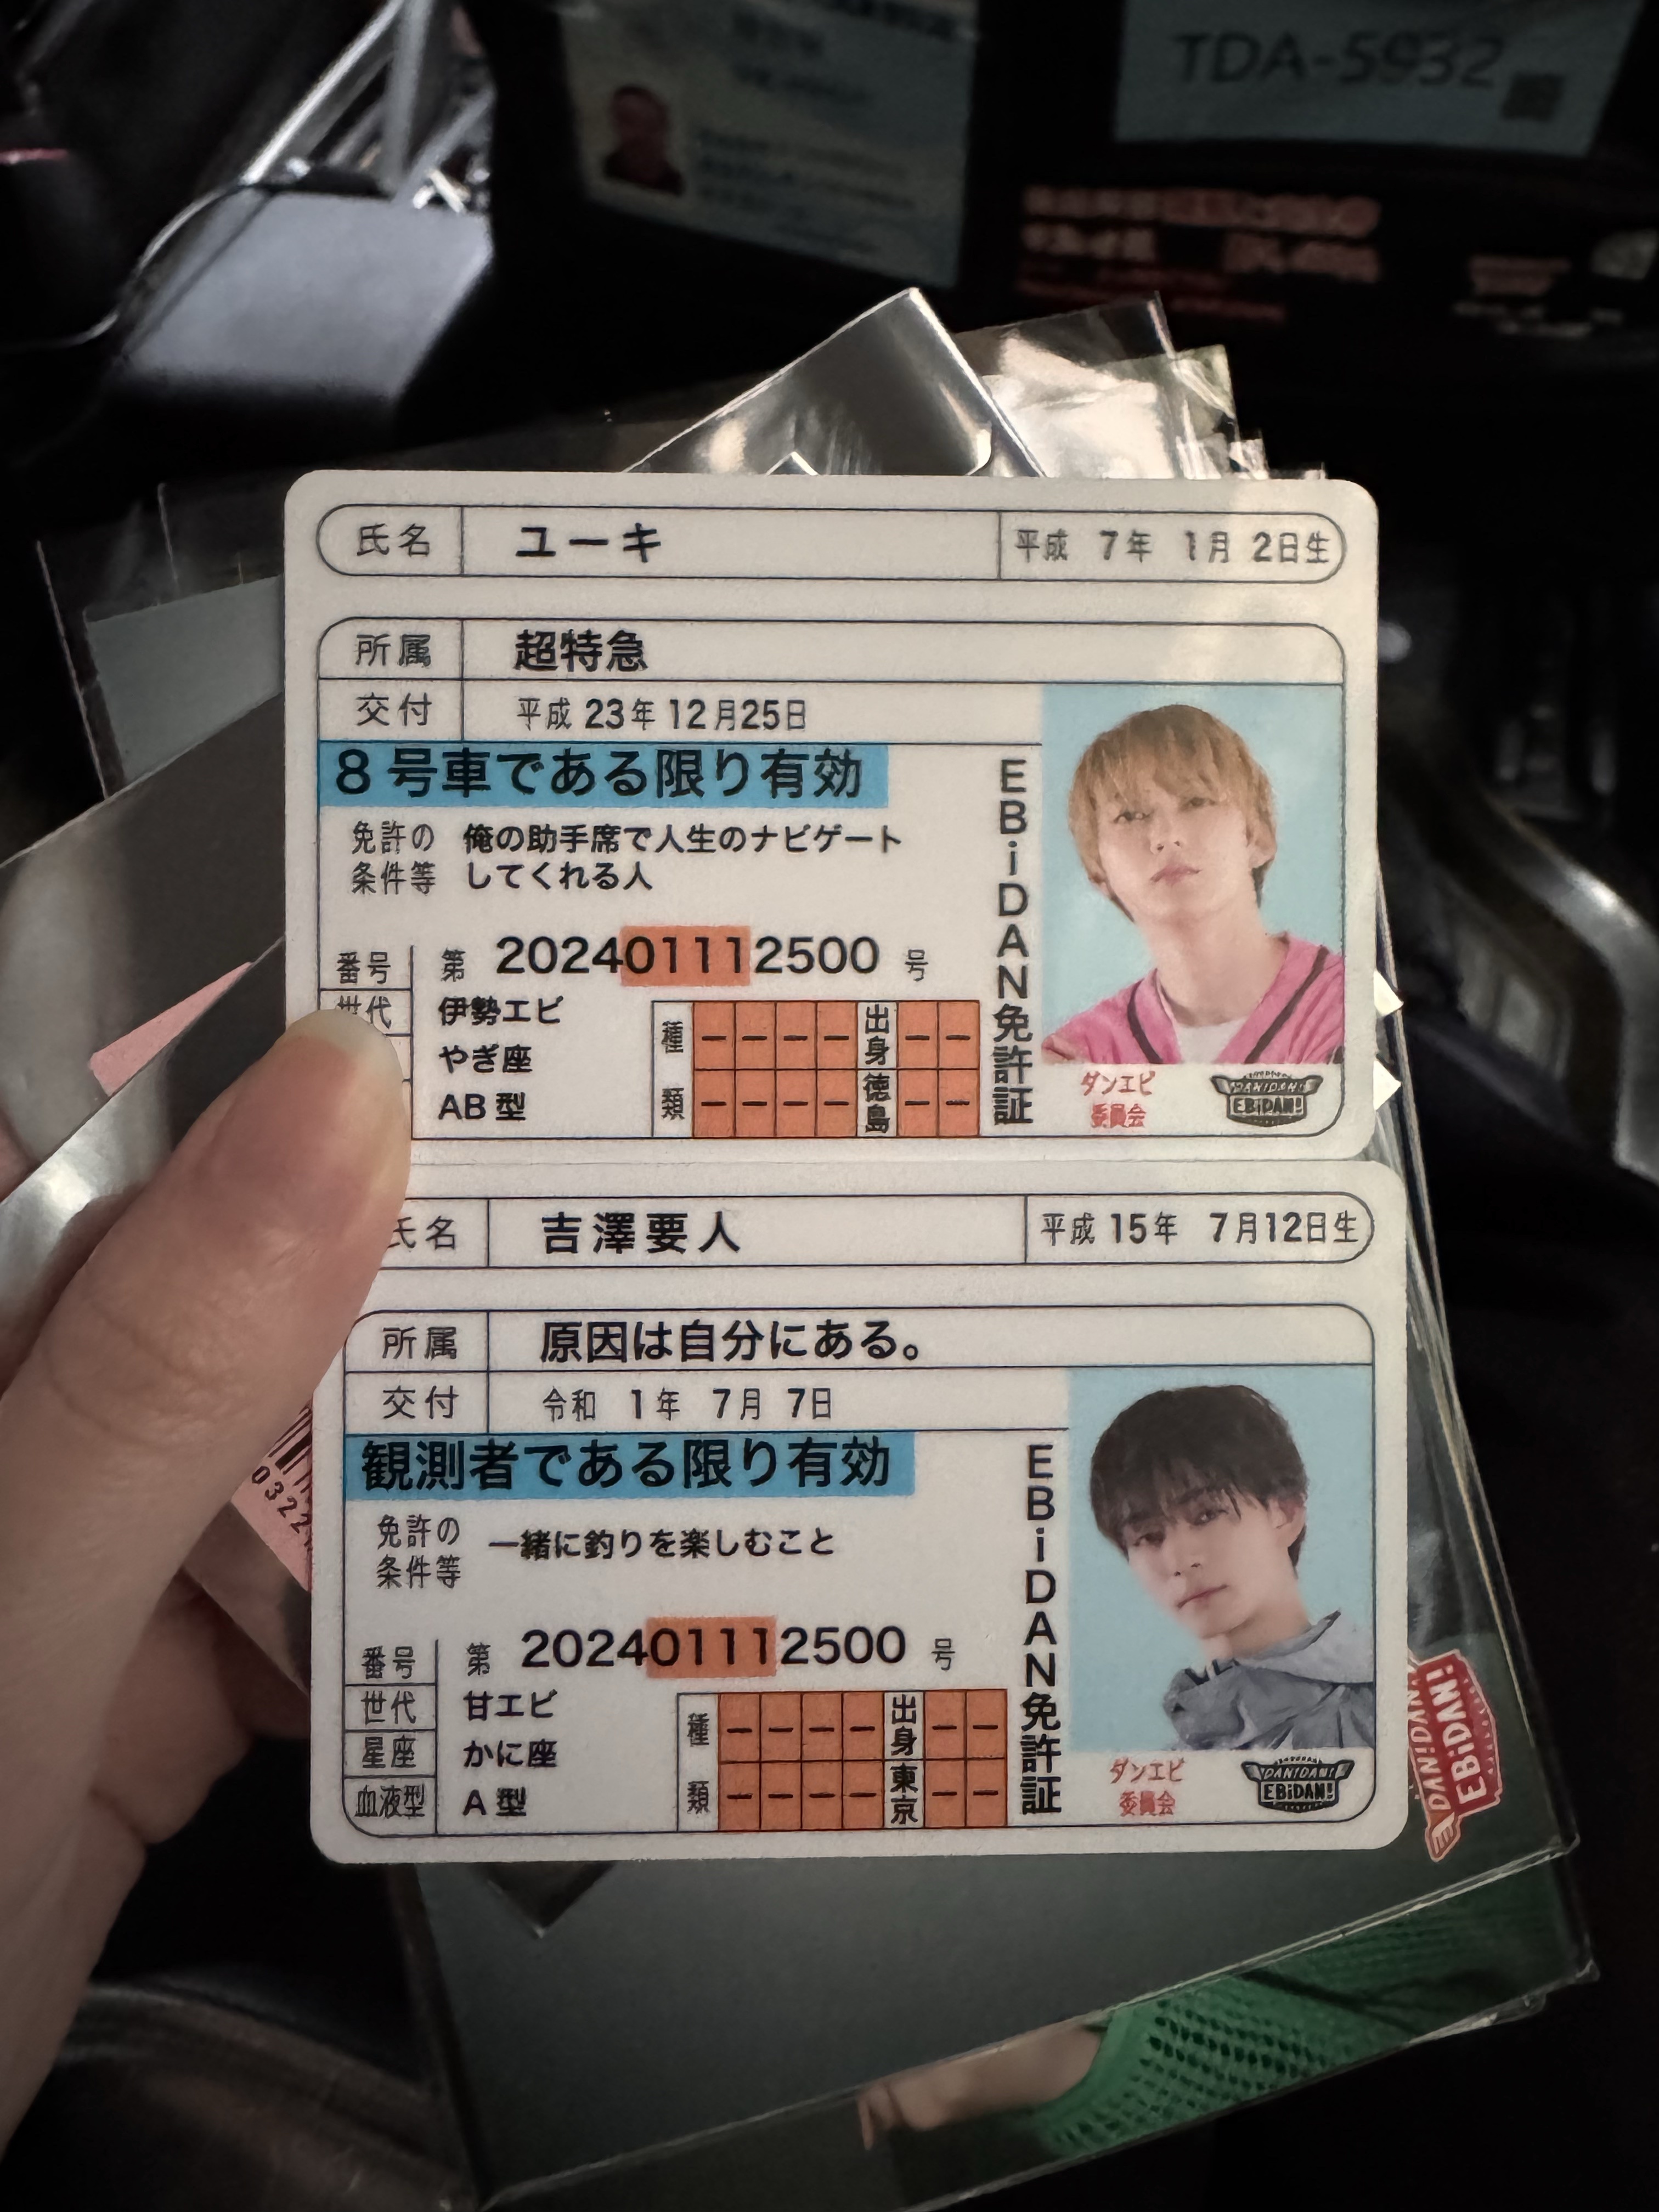 TDA-5932
氏名 ユーキ 平成 7年 1月 2日生
所属 超特急
交付 平成 23年 12月25日
8号車である限り有効
免許の条件等 俺の助手席で人生のナビゲート
してくれる人
番号 第 202401112500 号
世代 伊勢エビ
やぎ座
AB型
種類 出身 徳島
EBiDAN免許証
ダンエビ
委員会
DANIDAN!
EBiDAN!
氏名 吉澤要人 平成 15年 7月12日生
所属 原因は自分にある。
交付 令和 1年 7月 7日
観測者である限り有効
免許の条件等 一緒に釣りを楽しむこと
番号 第 202401112500 号
世代 甘エビ
星座 かに座
血液型 A型
種類 出身 東京
EBiDAN免許証
ダンエビ
委員会
DANIDAN!
EBiDAN!
DANIDAN!
EBiDAN!